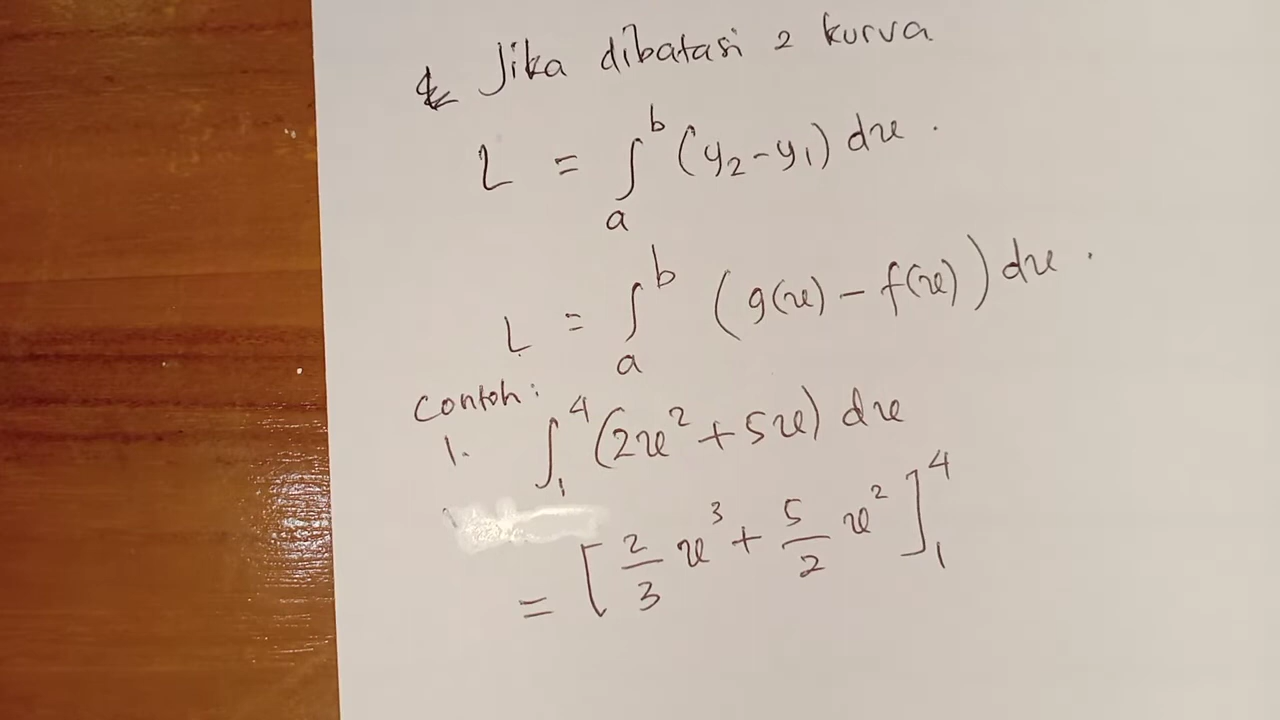 Jika dibatasi 2 kurva
L = ∫_a^b (y₂ - y₁) dx .
L = ∫_a^b (g(x) - f(x)) dx .
Contoh :
1. ∫_1^4 (2x² + 5x) dx
= [ 2/3 x³ + 5/2 x² ]_1^4